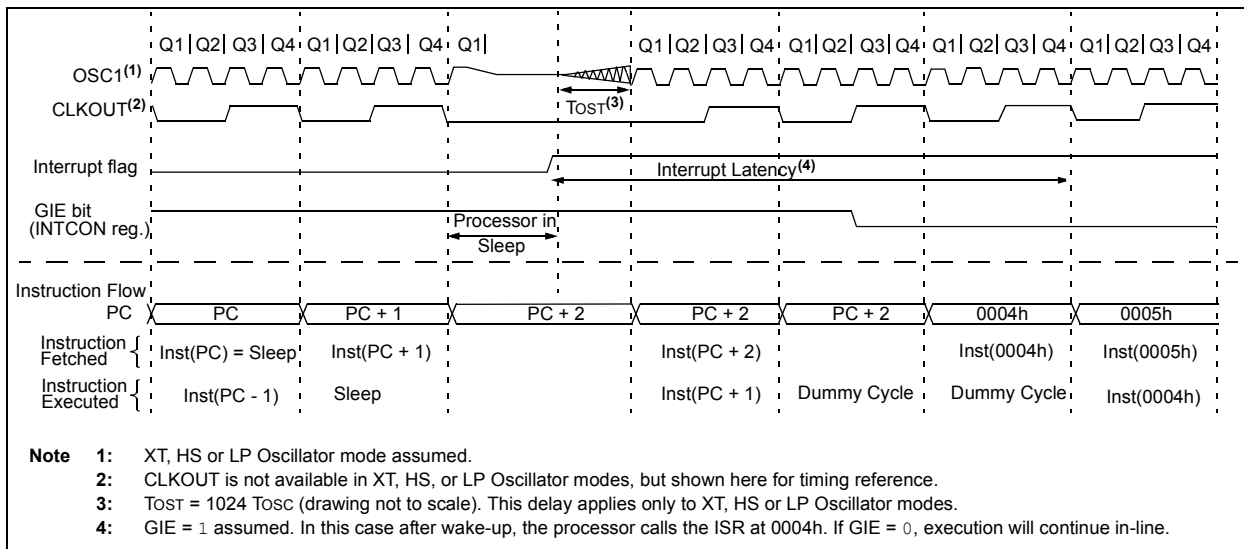 Q1 Q2 Q3 Q4 Q1 Q2 Q3 Q4 Q1 Q1 Q2 Q3 Q4 Q1 Q2 Q3 Q4 Q1 Q2 Q3 Q4 Q1 Q2 Q3 Q4
OSC1(1)
TOST(3)
CLKOUT(2)
Interrupt flag
Interrupt Latency(4)
GIE bit
(INTCON reg.)
Processor in
Sleep
Instruction Flow
PC PC PC + 1 PC + 2 PC + 2 PC + 2 0004h 0005h
Instruction
Fetched { Inst(PC) = Sleep Inst(PC + 1) Inst(PC + 2) Inst(0004h) Inst(0005h)
Instruction
Executed { Inst(PC - 1) Sleep Inst(PC + 1) Dummy Cycle Dummy Cycle Inst(0004h)
Note 1: XT, HS or LP Oscillator mode assumed.
2: CLKOUT is not available in XT, HS, or LP Oscillator modes, but shown here for timing reference.
3: TOST = 1024 TOSC (drawing not to scale). This delay applies only to XT, HS or LP Oscillator modes.
4: GIE = 1 assumed. In this case after wake-up, the processor calls the ISR at 0004h. If GIE = 0, execution will continue in-line.